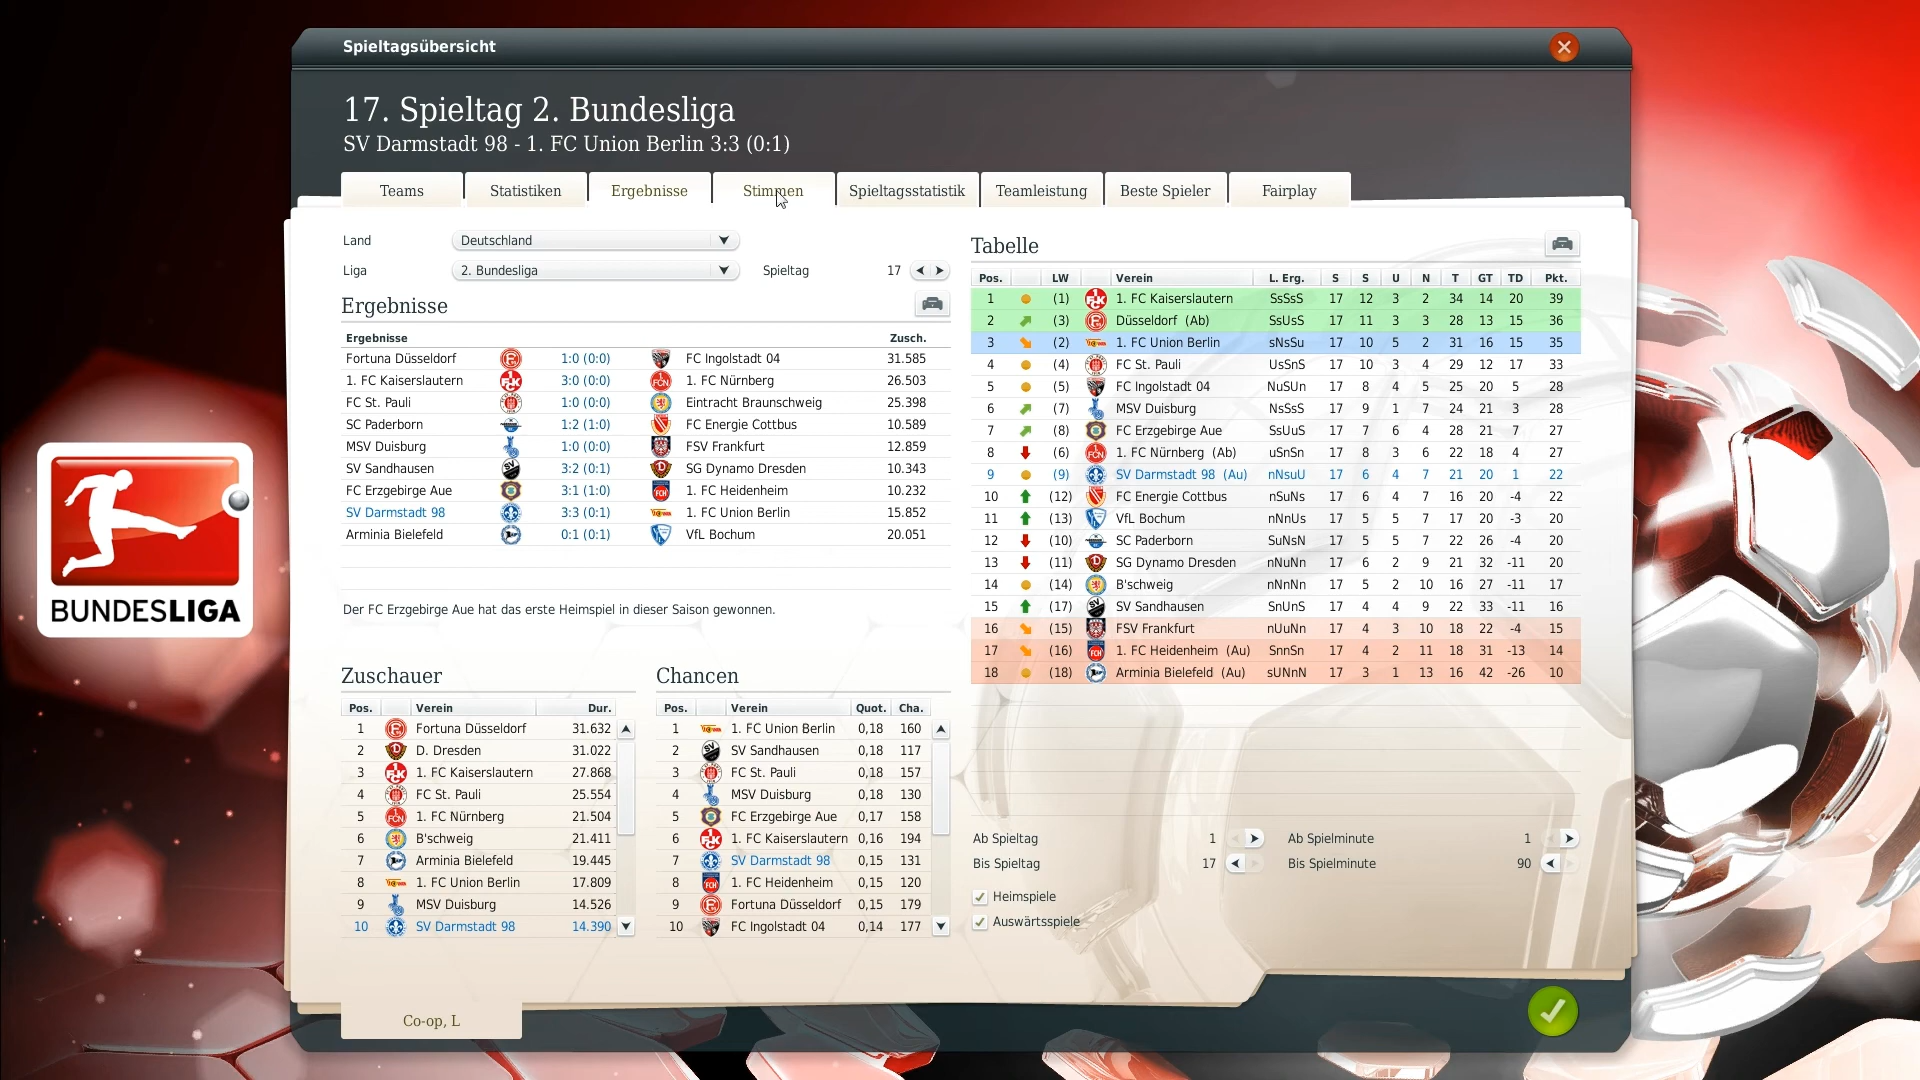 Spieltagsübersicht
17. Spieltag 2. Bundesliga
SV Darmstadt 98 - 1. FC Union Berlin 3:3 (0:1)
Teams Statistiken Ergebnisse Stimmen Spieltagsstatistik Teamleistung Beste Spieler Fairplay
Land Deutschland
Liga 2. Bundesliga Spieltag 17
Ergebnisse
Ergebnisse Zusch.
Fortuna Düsseldorf 1:0 (0:0) FC Ingolstadt 04 31.585
1. FC Kaiserslautern 3:0 (0:0) 1. FC Nürnberg 26.503
FC St. Pauli 1:0 (0:0) Eintracht Braunschweig 25.398
SC Paderborn 1:2 (1:0) FC Energie Cottbus 10.589
MSV Duisburg 1:0 (0:0) FSV Frankfurt 12.859
SV Sandhausen 3:2 (0:1) SG Dynamo Dresden 10.343
FC Erzgebirge Aue 3:1 (1:0) 1. FC Heidenheim 10.232
SV Darmstadt 98 3:3 (0:1) 1. FC Union Berlin 15.852
Arminia Bielefeld 0:1 (0:1) VfL Bochum 20.051
Der FC Erzgebirge Aue hat das erste Heimspiel in dieser Saison gewonnen.
Zuschauer
Pos. Verein Dur.
1 Fortuna Düsseldorf 31.632
2 D. Dresden 31.022
3 1. FC Kaiserslautern 27.868
4 FC St. Pauli 25.554
5 1. FC Nürnberg 21.504
6 B'schweig 21.411
7 Arminia Bielefeld 19.445
8 1. FC Union Berlin 17.809
9 MSV Duisburg 14.526
10 SV Darmstadt 98 14.390
Chancen
Pos. Verein Quot. Cha.
1 1. FC Union Berlin 0,18 160
2 SV Sandhausen 0,18 117
3 FC St. Pauli 0,18 157
4 MSV Duisburg 0,18 130
5 FC Erzgebirge Aue 0,17 158
6 1. FC Kaiserslautern 0,16 194
7 SV Darmstadt 98 0,15 131
8 1. FC Heidenheim 0,15 120
9 Fortuna Düsseldorf 0,15 179
10 FC Ingolstadt 04 0,14 177
Tabelle
Pos. LW Verein L. Erg. S S U N T GT TD Pkt.
1 (1) 1. FC Kaiserslautern SsSsS 17 12 3 2 34 14 20 39
2 (3) Düsseldorf (Ab) SsUsS 17 11 3 3 28 13 15 36
3 (2) 1. FC Union Berlin sNsSu 17 10 5 2 31 16 15 35
4 (4) FC St. Pauli UsSnS 17 10 3 4 29 12 17 33
5 (5) FC Ingolstadt 04 NuSUn 17 8 4 5 25 20 5 28
6 (7) MSV Duisburg NsSsS 17 9 1 7 24 21 3 28
7 (8) FC Erzgebirge Aue SsUuS 17 7 6 4 28 21 7 27
8 (6) 1. FC Nürnberg (Ab) uSnSn 17 8 3 6 22 18 4 27
9 (9) SV Darmstadt 98 (Au) nNsuU 17 6 4 7 21 20 1 22
10 (12) FC Energie Cottbus nSuNs 17 6 4 7 16 20 -4 22
11 (13) VfL Bochum nNnUs 17 5 5 7 17 20 -3 20
12 (10) SC Paderborn SuNsN 17 5 5 7 22 26 -4 20
13 (11) SG Dynamo Dresden nNuNn 17 6 2 9 21 32 -11 20
14 (14) B'schweig nNnNn 17 5 2 10 16 27 -11 17
15 (17) SV Sandhausen SnUnS 17 4 4 9 22 33 -11 16
16 (15) FSV Frankfurt nUuNn 17 4 3 10 18 22 -4 15
17 (16) 1. FC Heidenheim (Au) SnnSn 17 4 2 11 18 31 -13 14
18 (18) Arminia Bielefeld (Au) sUNnN 17 3 1 13 16 42 -26 10
Ab Spieltag 1 Ab Spielminute 1
Bis Spieltag 17 Bis Spielminute 90
Heimspiele
Auswärtsspiele
Co-op, L
BUNDESLIGA